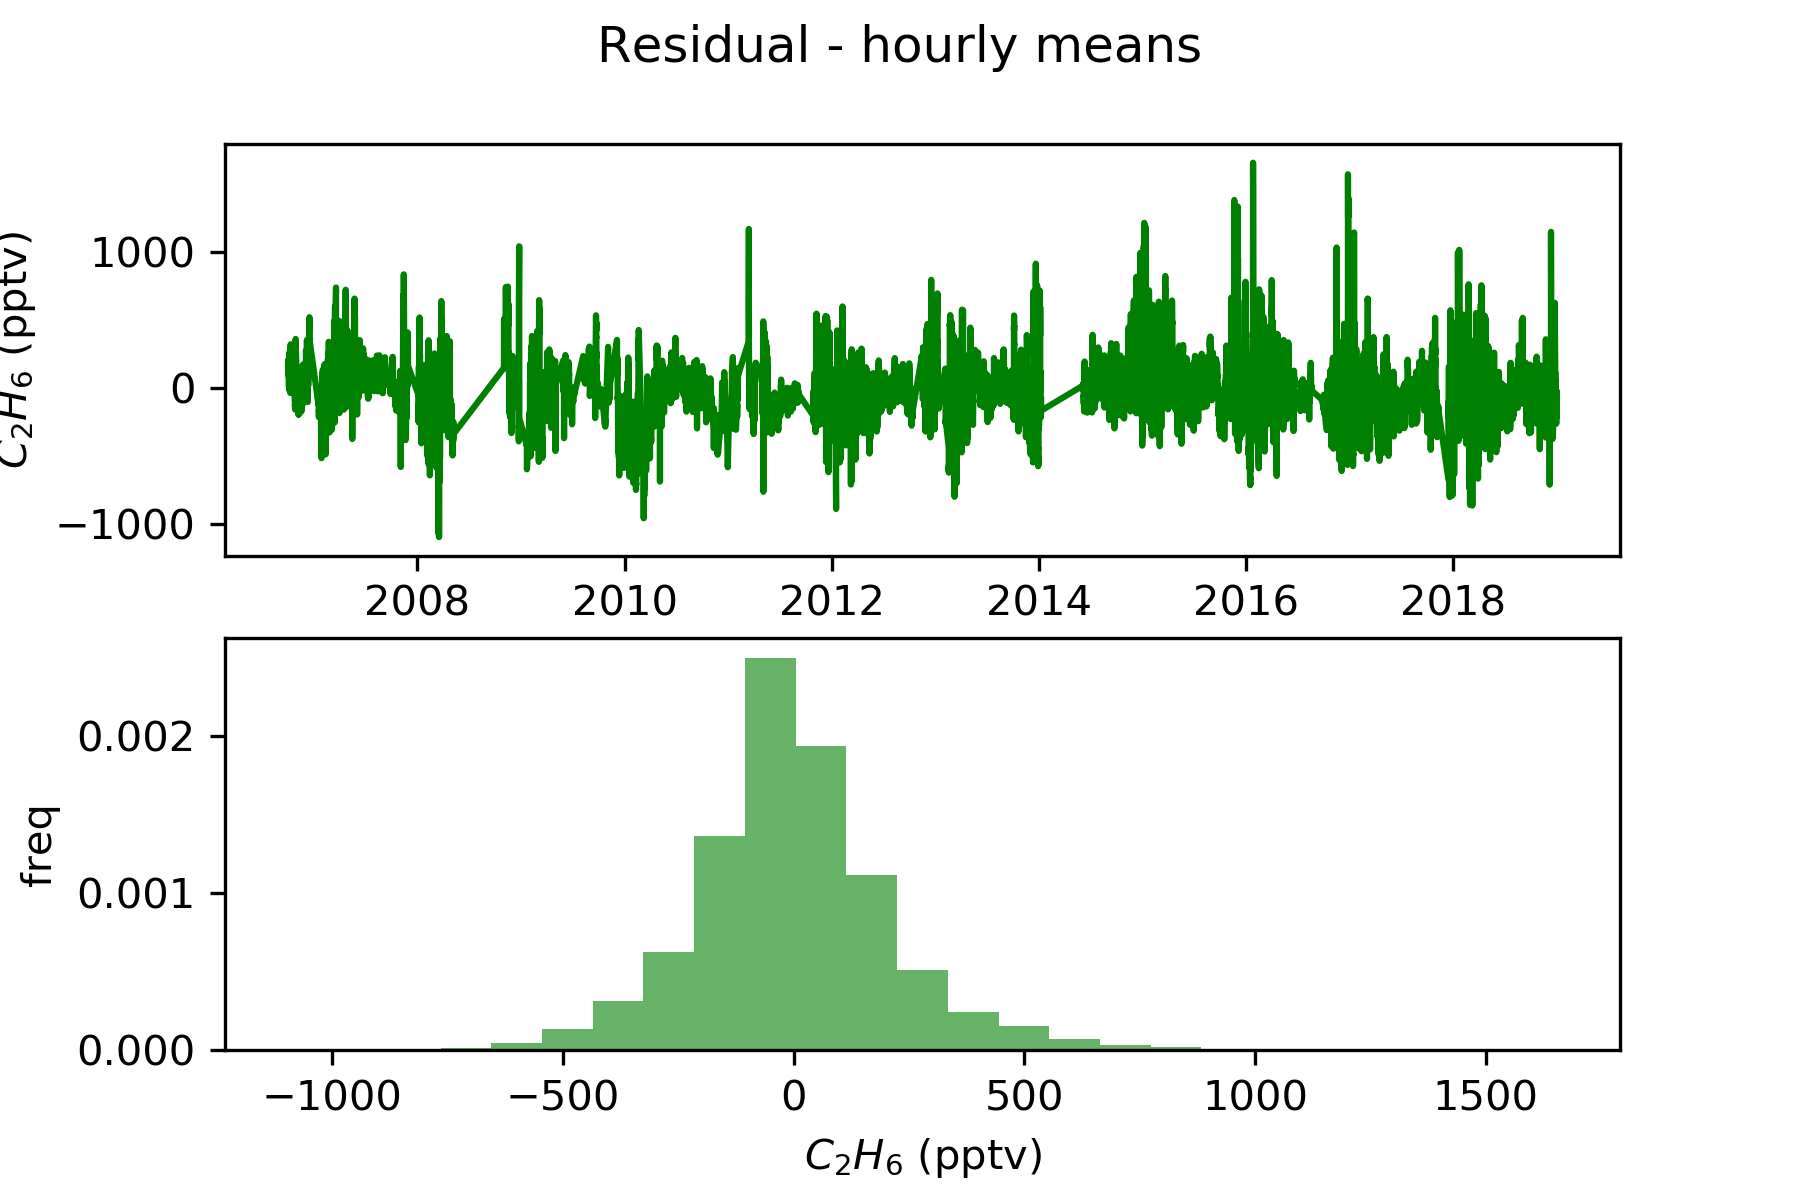 Residual - hourly means
C₂H₆ (pptv)
1000
0
−1000
2008 2010 2012 2014 2016 2018
freq
0.002
0.001
0.000
−1000 −500 0 500 1000 1500
C₂H₆ (pptv)